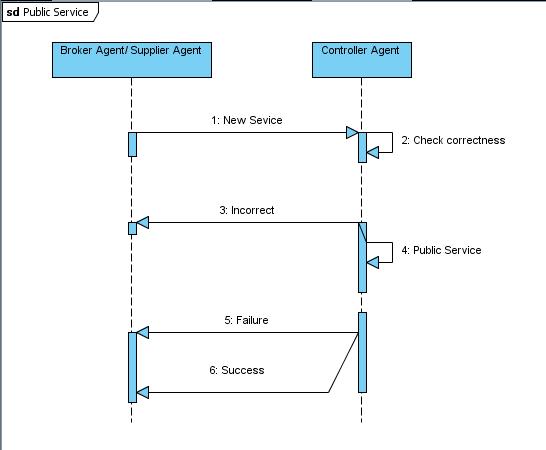 sd Public Service
Broker Agent/ Supplier Agent
Controller Agent
1: New Sevice
2: Check correctness
3: Incorrect
4: Public Service
5: Failure
6: Success